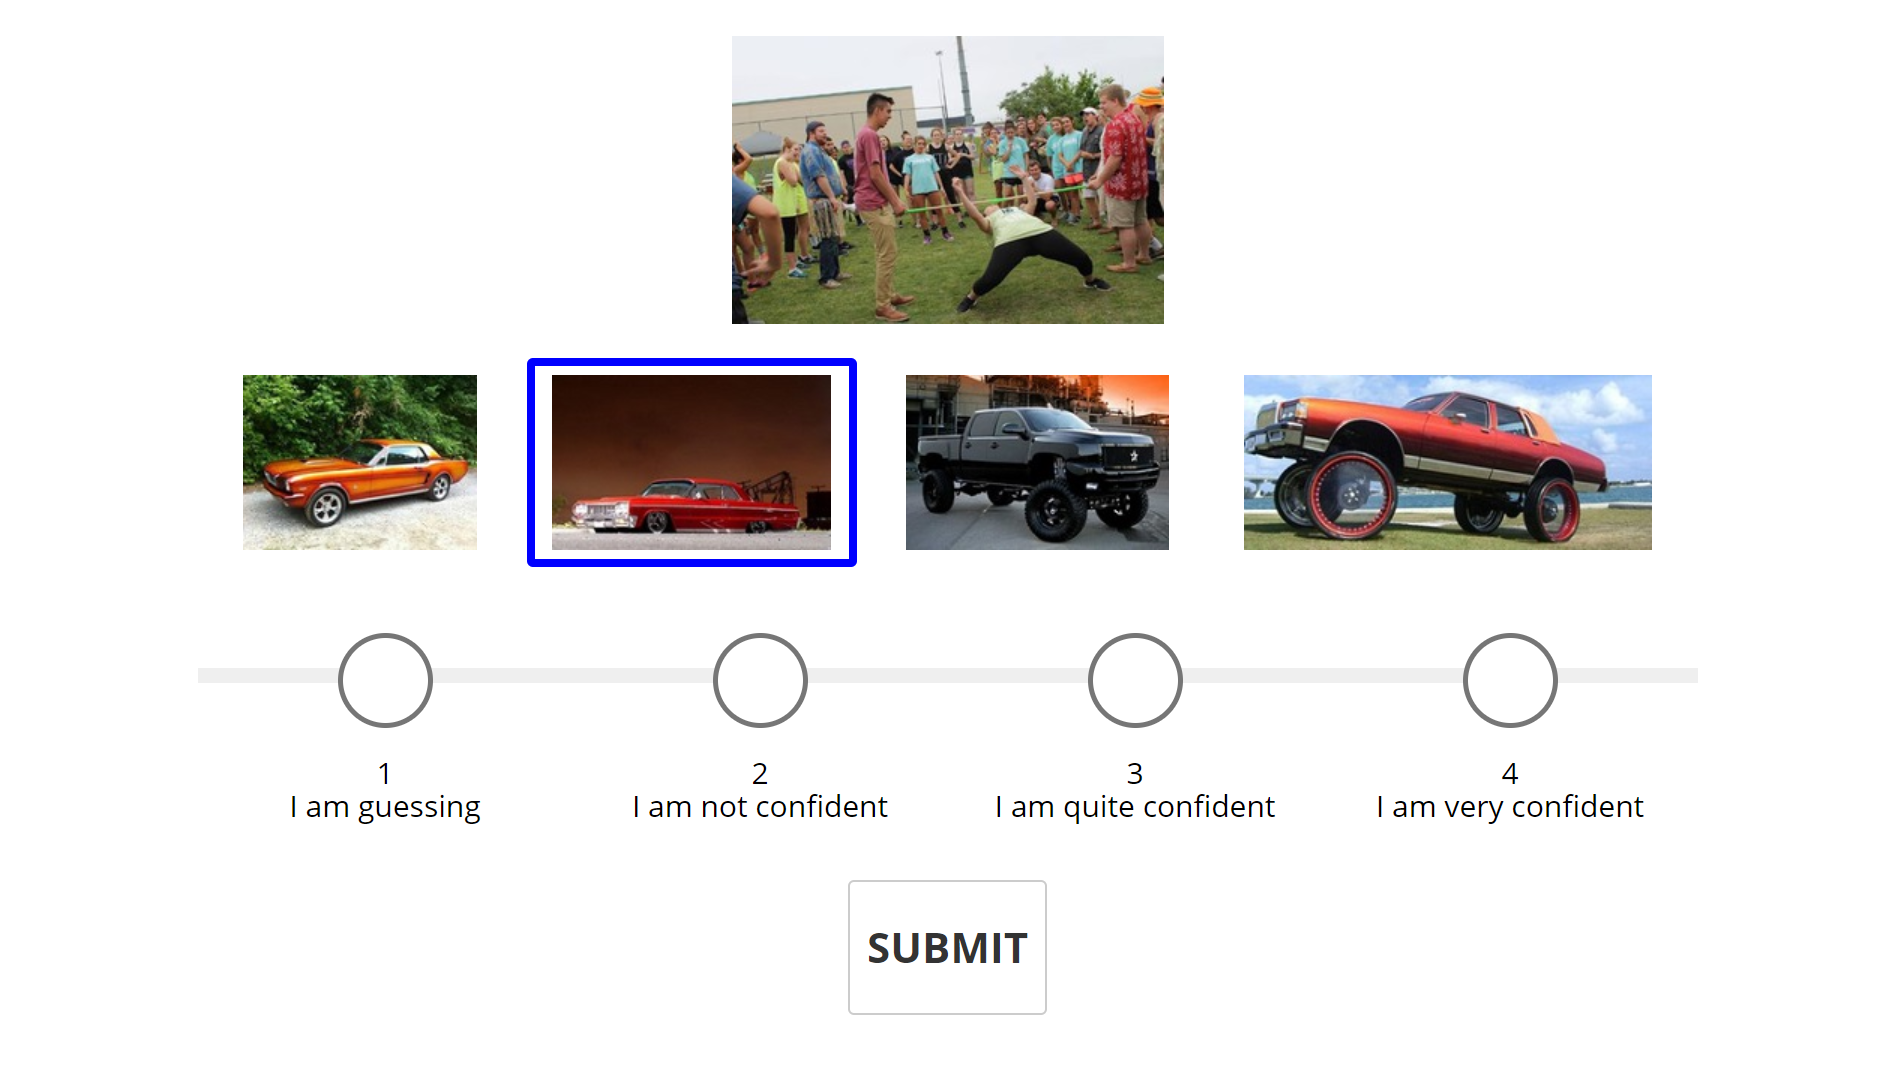 1
I am guessing
2
I am not confident
3
I am quite confident
4
I am very confident
SUBMIT